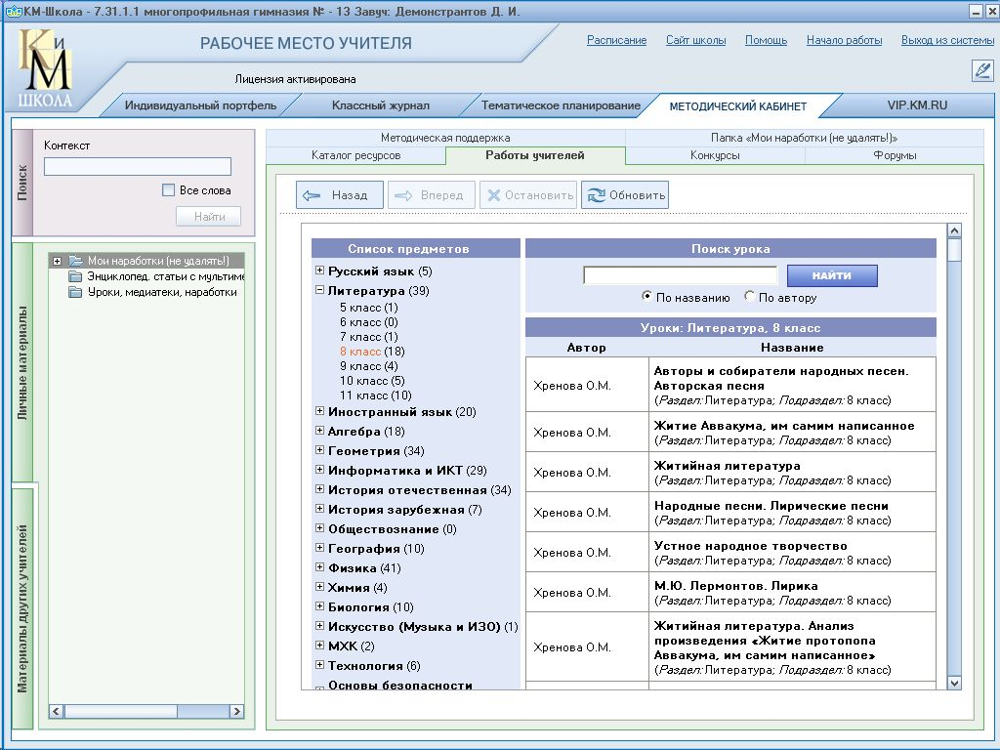 КМ-Школа - 7.31.1.1 многопрофильная гимназия № - 13 Завуч: Демонстрантов Д. И.
КМ и
ШКОЛА
РАБОЧЕЕ МЕСТО УЧИТЕЛЯ
Расписание Сайт школы Помощь Начало работы Выход из системы
Лицензия активирована
Индивидуальный портфель Классный журнал Тематическое планирование МЕТОДИЧЕСКИЙ КАБИНЕТ VIP.KM.RU
Поиск
Контекст
Все слова
Найти
Личные материалы
Мои наработки (не удалять!)
Энциклопед. статьи с мультиме
Уроки, медиатеки, наработки
Материалы других учителей
Методическая поддержка Папка «Мои наработки (не удалять!)»
Каталог ресурсов Работы учителей Конкурсы Форумы
Назад Вперед Остановить Обновить
Список предметов
Русский язык (5)
Литература (39)
5 класс (1)
6 класс (0)
7 класс (1)
8 класс (18)
9 класс (4)
10 класс (5)
11 класс (10)
Иностранный язык (20)
Алгебра (18)
Геометрия (34)
Информатика и ИКТ (29)
История отечественная (34)
История зарубежная (7)
Обществознание (0)
География (10)
Физика (41)
Химия (4)
Биология (10)
Искусство (Музыка и ИЗО) (1)
МХК (2)
Технология (6)
Основы безопасности
Поиск урока
НАЙТИ
По названию По автору
Уроки: Литература, 8 класс
Автор Название
Хренова О.М.
Авторы и собиратели народных песен.
Авторская песня
(Раздел: Литература; Подраздел: 8 класс)
Хренова О.М.
Житие Аввакума, им самим написанное
(Раздел: Литература; Подраздел: 8 класс)
Хренова О.М.
Житийная литература
(Раздел: Литература; Подраздел: 8 класс)
Хренова О.М.
Народные песни. Лирические песни
(Раздел: Литература; Подраздел: 8 класс)
Хренова О.М.
Устное народное творчество
(Раздел: Литература; Подраздел: 8 класс)
Хренова О.М.
М.Ю. Лермонтов. Лирика
(Раздел: Литература; Подраздел: 8 класс)
Хренова О.М.
Житийная литература. Анализ
произведения «Житие протопопа
Аввакума, им самим написанное»
(Раздел: Литература; Подраздел: 8 класс)